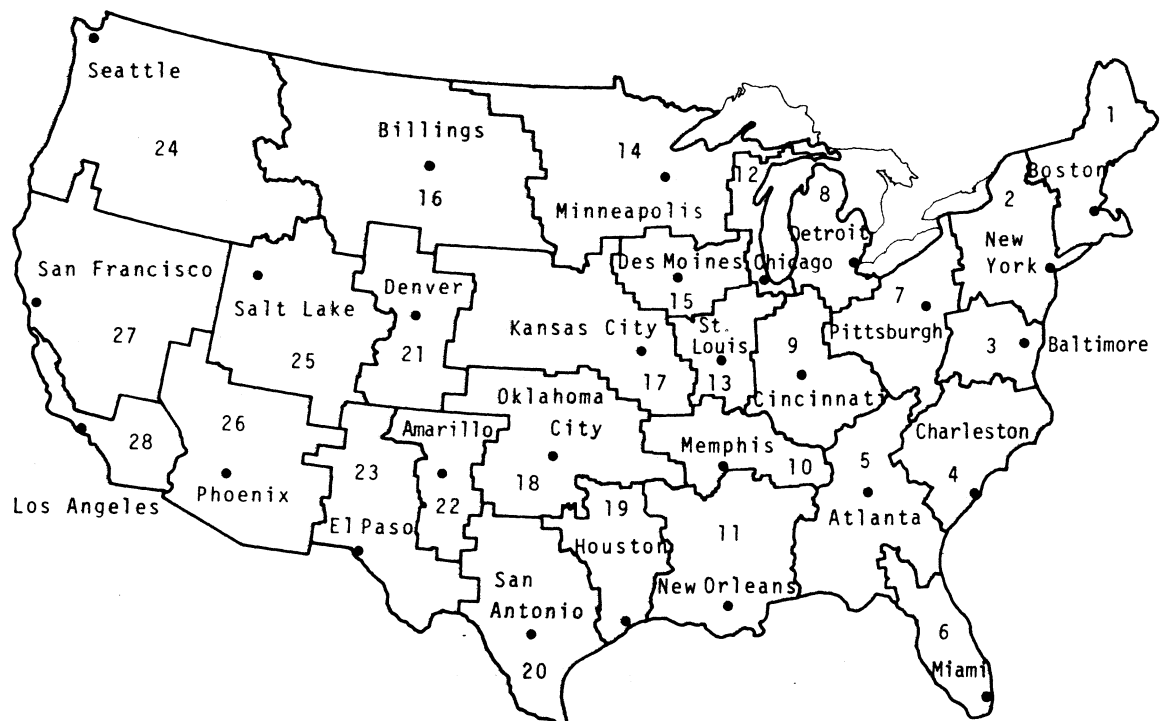 Seattle
24
Billings
16
14
Minneapolis
12
8
Detroit
1
Boston
2
New
York
San Francisco
27
Salt Lake
25
Denver
21
Des Moines
15
Chicago
Kansas City
17
St.
Louis
13
9
Cincinnati
7
Pittsburgh
3
Baltimore
28
Los Angeles
26
Phoenix
23
El Paso
Amarillo
22
Oklahoma
City
18
Memphis
10
5
Atlanta
Charleston
4
19
Houston
11
New Orleans
San
Antonio
20
6
Miami